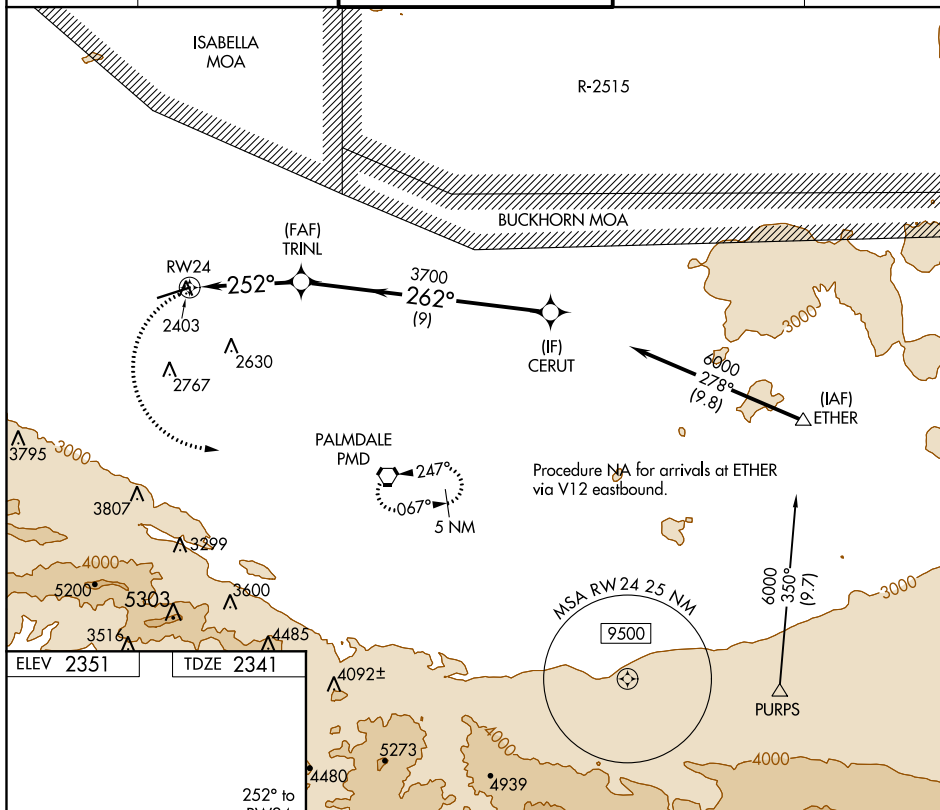 ISABELLA
MOA
R-2515
BUCKHORN MOA
(FAF)
TRINL
RW24
252°
3700
262°
(9)
2403
(IF)
CERUT
2630
2767
3000
6000
278°
(9.8)
(IAF)
ETHER
3795
3000
PALMDALE
PMD
247°
067°
5 NM
Procedure NA for arrivals at ETHER
via V12 eastbound.
3807
3299
4000
5200
5303
3600
3516
4485
MSA RW24 25 NM
9500
6000
350°
(9.7)
3000
PURPS
ELEV 2351
TDZE 2341
4092±
4000
5273
4480
4939
4000
252° to